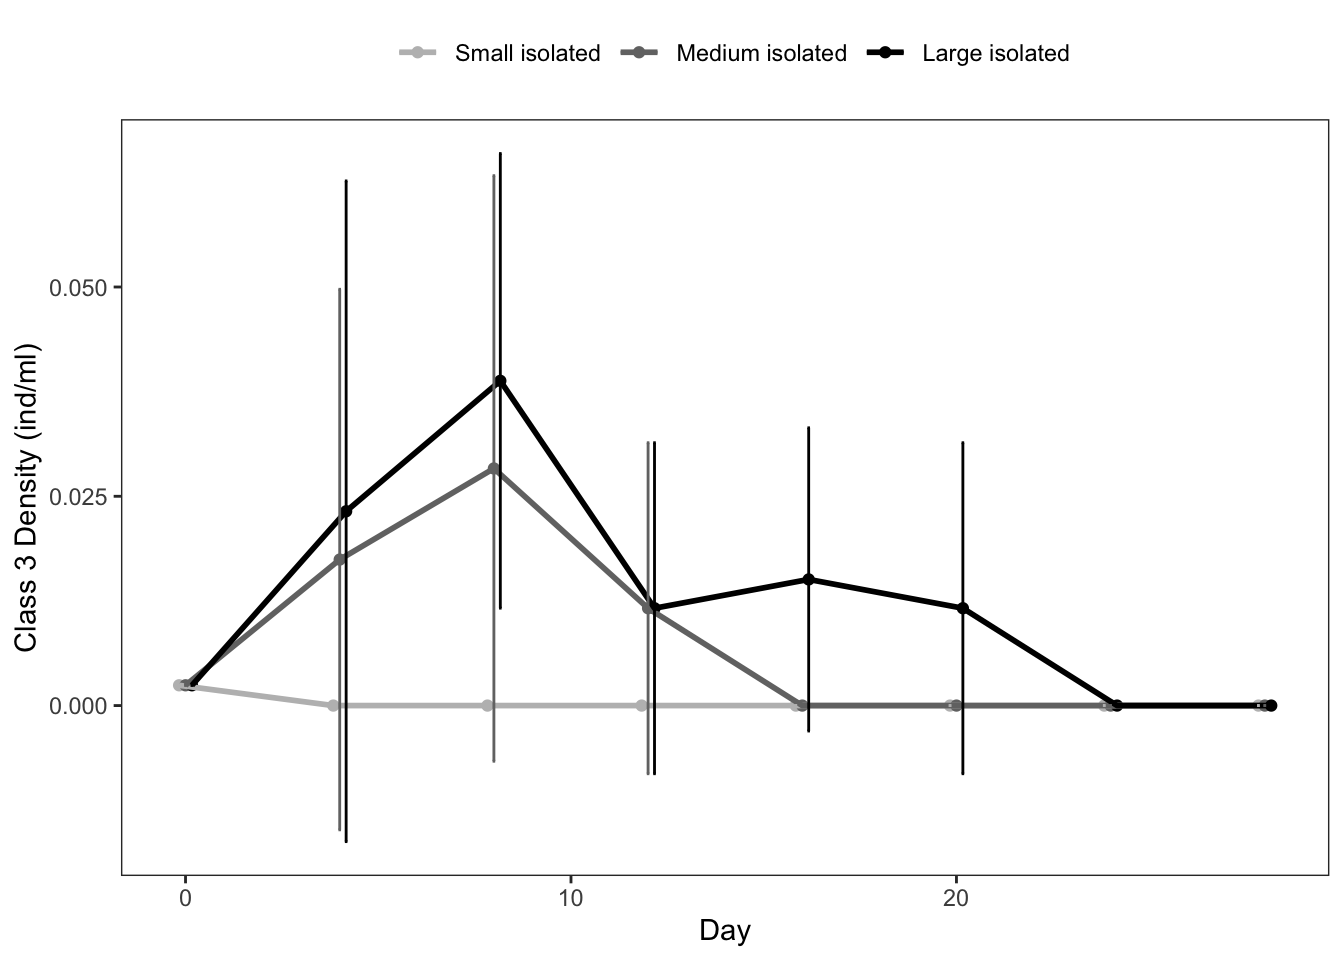 Small isolated Medium isolated Large isolated
Class 3 Density (ind/ml)
0.050
0.025
0.000
0 10 20
Day